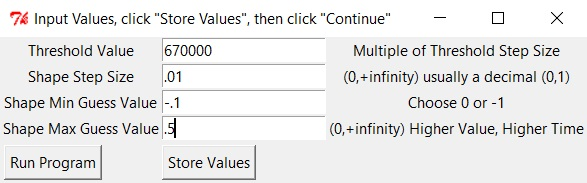 Input Values, click "Store Values", then click "Continue"
Threshold Value 670000 Multiple of Threshold Step Size
Shape Step Size .01 (0,+infinity) usually a decimal (0,1)
Shape Min Guess Value -.1 Choose 0 or -1
Shape Max Guess Value .5 (0,+infinity) Higher Value, Higher Time
Run Program Store Values